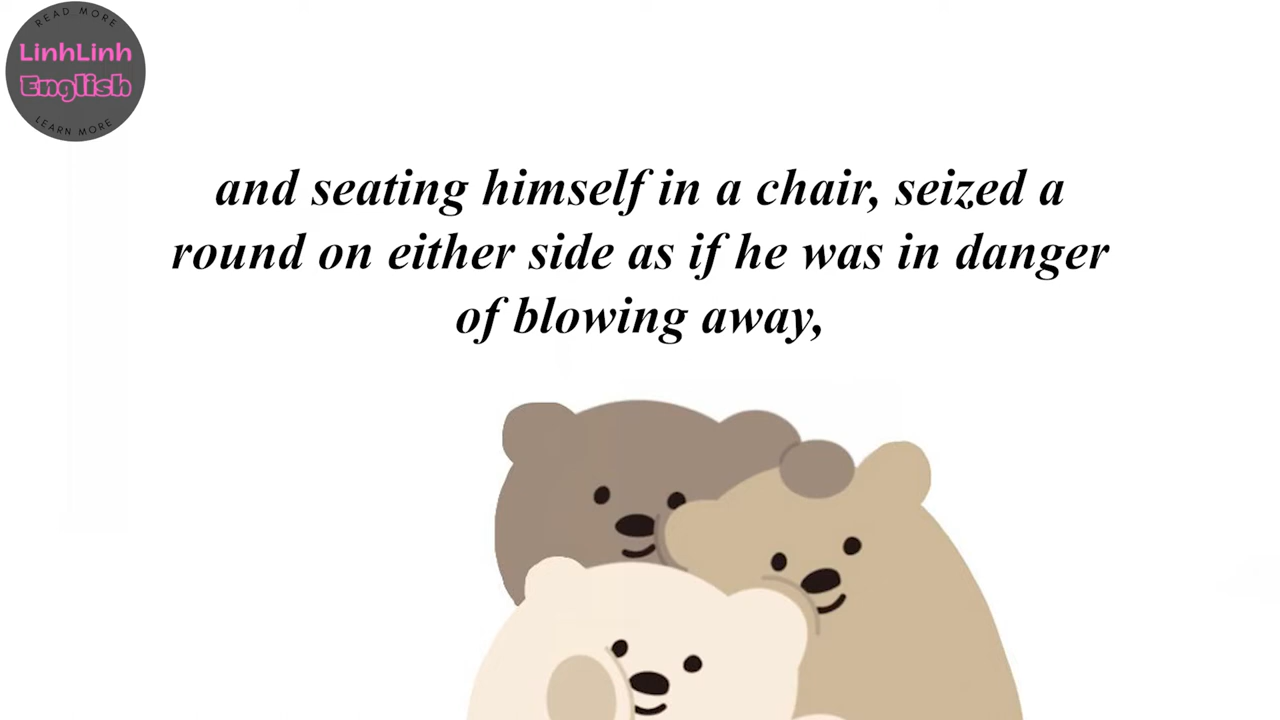 READ MORE
LinhLinh
English
LEARN MORE
and seating himself in a chair, seized a
round on either side as if he was in danger
of blowing away,